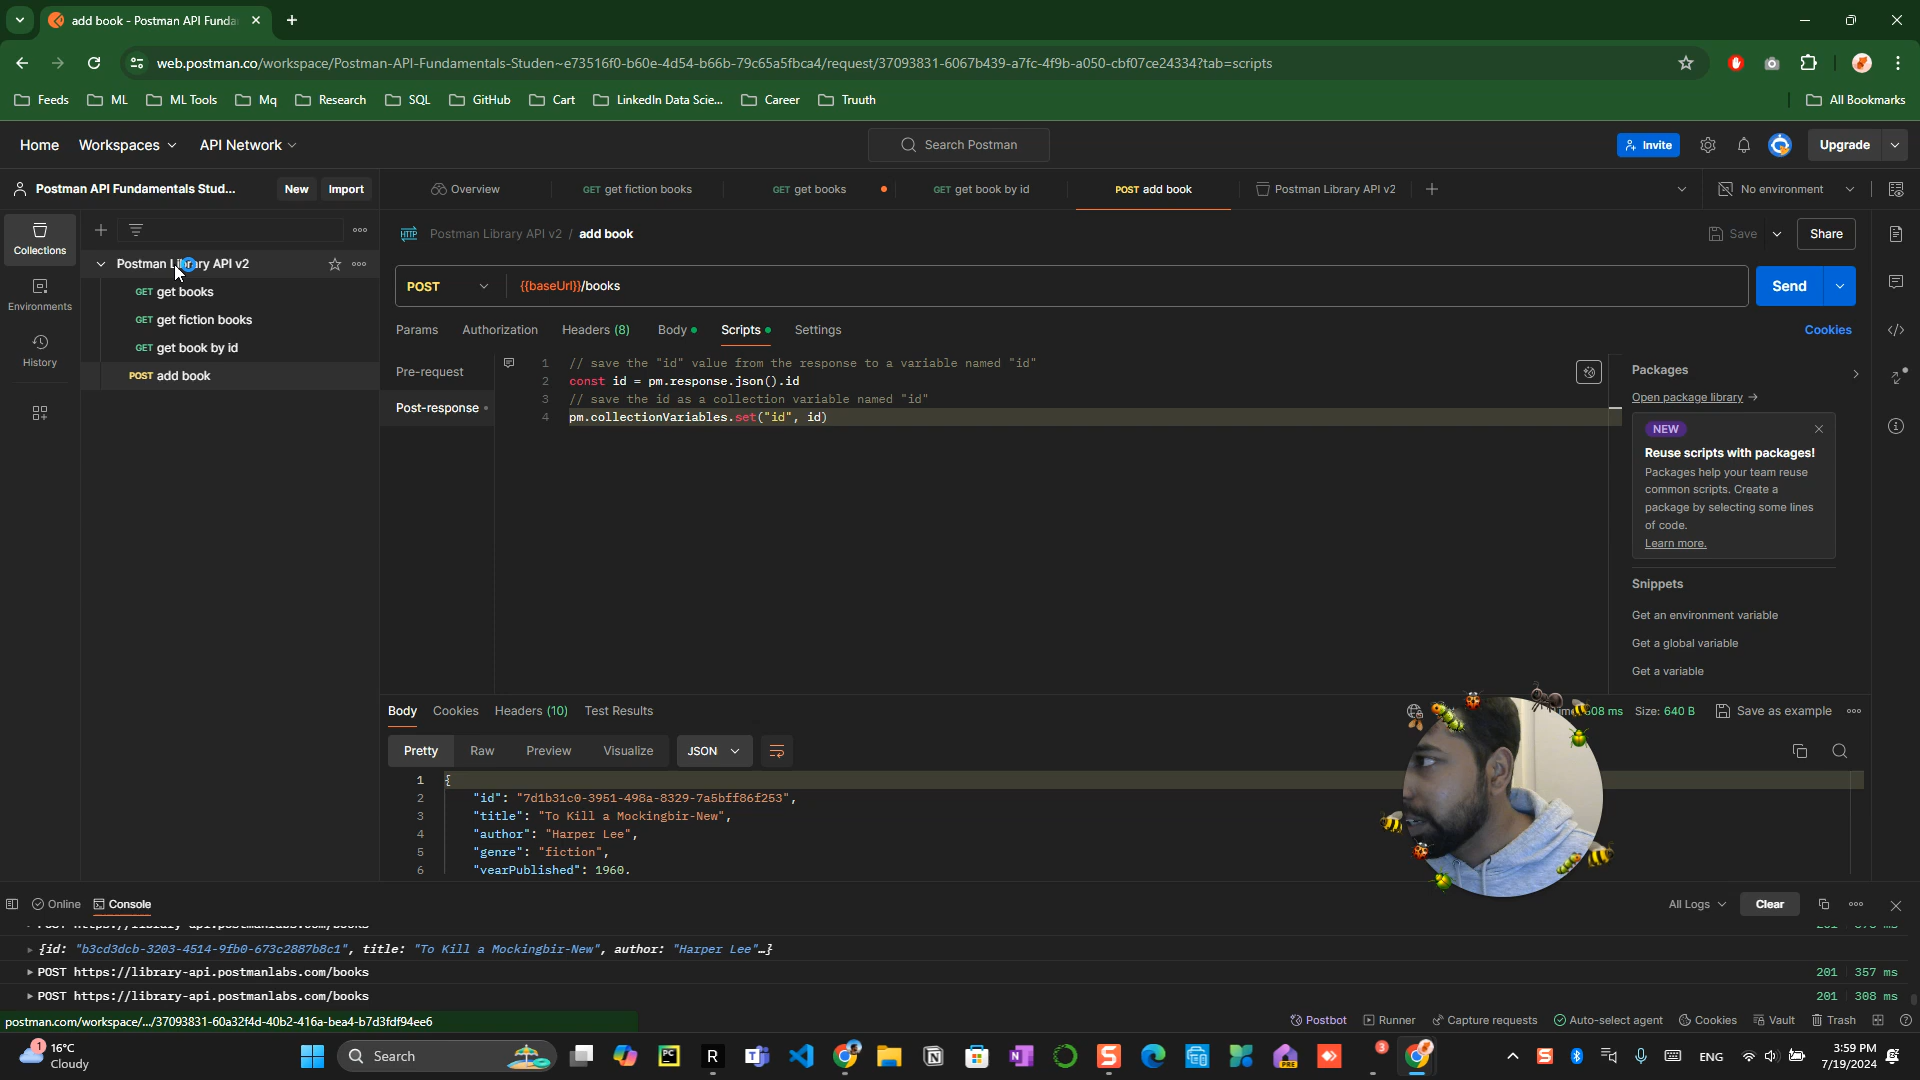 add book - Postman API Funda
web.postman.co/workspace/Postman-API-Fundamentals-Studen~e73516f0-b60e-4d54-b66b-79c65a5fbca4/request/37093831-6067b439-a7fc-4f9b-a050-cbf07ce24334?tab=scripts
Feeds ML ML Tools Mq Research SQL GitHub Cart LinkedIn Data Scie... Career Truuth All Bookmarks
Home Workspaces API Network Search Postman Invite Upgrade
Postman API Fundamentals Stud... New Import Overview GET get fiction books GET get books GET get book by id POST add book Postman Library API v2 No environment
Collections
Environments
History
Postman Library API v2
GET get books
GET get fiction books
GET get book by id
POST add book
HTTP Postman Library API v2 / add book Save Share
POST {{baseUrl}}/books Send
Params Authorization Headers (8) Body Scripts Settings Cookies
Pre-request
Post-response
1 // save the "id" value from the response to a variable named "id"
2 const id = pm.response.json().id
3 // save the id as a collection variable named "id"
4 pm.collectionVariables.set("id", id)
Packages
Open package library →
NEW
Reuse scripts with packages!
Packages help your team reuse
common scripts. Create a
package by selecting some lines
of code.
Learn more.
Snippets
Get an environment variable
Get a global variable
Get a variable
Body Cookies Headers (10) Test Results 608 ms Size: 640 B Save as example
Pretty Raw Preview Visualize JSON
1 {
2 "id": "7d1b31c0-3951-498a-8329-7a5bff86f253",
3 "title": "To Kill a Mockingbir-New",
4 "author": "Harper Lee",
5 "genre": "fiction",
6 "yearPublished": 1960,
Online Console All Logs Clear
{id: "b3cd3dcb-3203-4514-9fb0-673c2887b8c1", title: "To Kill a Mockingbir-New", author: "Harper Lee"…}
POST https://library-api.postmanlabs.com/books 201 357 ms
POST https://library-api.postmanlabs.com/books 201 308 ms
postman.com/workspace/.../37093831-60a32f4d-40b2-416a-bea4-b7d3fdf94ee6
Postbot Runner Capture requests Auto-select agent Cookies Vault Trash
1 16°C
Cloudy
Search
PC R PRE 3
ENG
3:59 PM
7/19/2024